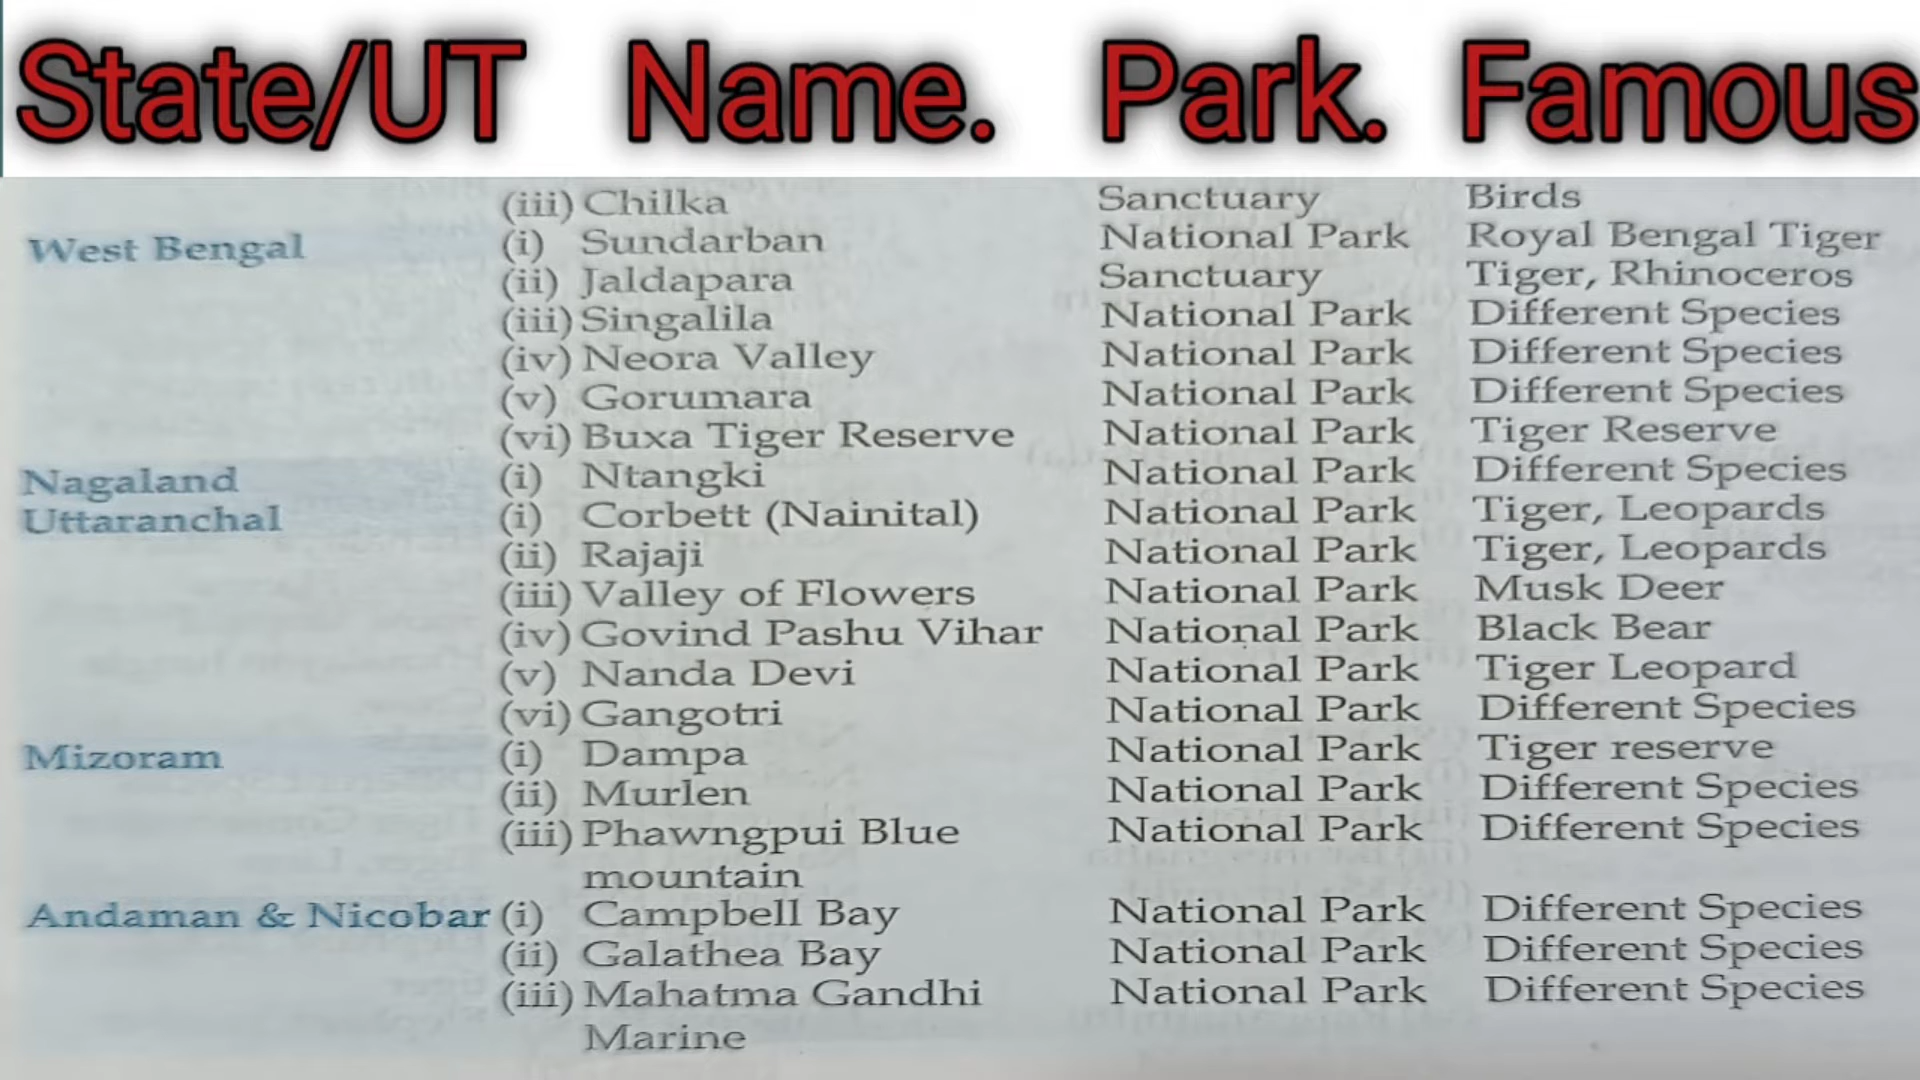 State/UT Name. Park. Famous
(iii) Chilka Sanctuary Birds
West Bengal (i) Sundarban National Park Royal Bengal Tiger
(ii) Jaldapara Sanctuary Tiger, Rhinoceros
(iii) Singalila National Park Different Species
(iv) Neora Valley National Park Different Species
(v) Gorumara National Park Different Species
(vi) Buxa Tiger Reserve National Park Tiger Reserve
Nagaland (i) Ntangki National Park Different Species
Uttaranchal (i) Corbett (Nainital) National Park Tiger, Leopards
(ii) Rajaji National Park Tiger, Leopards
(iii) Valley of Flowers National Park Musk Deer
(iv) Govind Pashu Vihar National Park Black Bear
(v) Nanda Devi National Park Tiger Leopard
(vi) Gangotri National Park Different Species
Mizoram (i) Dampa National Park Tiger reserve
(ii) Murlen National Park Different Species
(iii) Phawngpui Blue National Park Different Species
mountain
Andaman & Nicobar (i) Campbell Bay National Park Different Species
(ii) Galathea Bay National Park Different Species
(iii) Mahatma Gandhi National Park Different Species
Marine